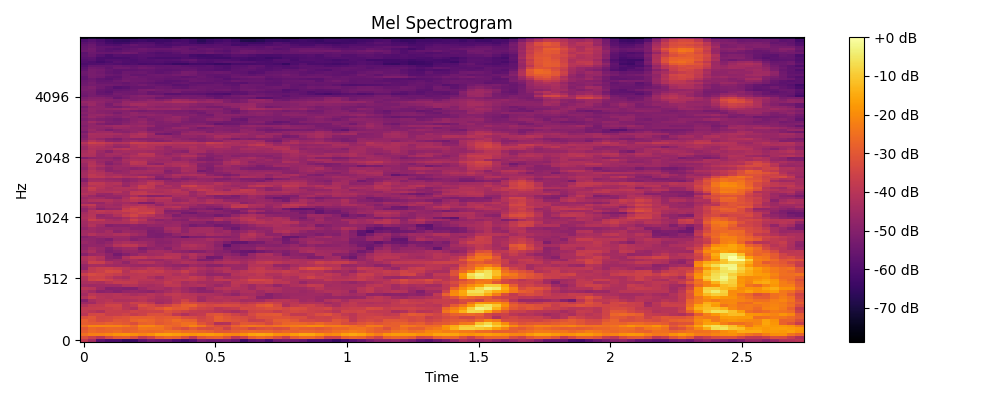 Mel Spectrogram
Hz
4096
2048
1024
512
0
0
0.5
1
1.5
2
2.5
Time
+0 dB
-10 dB
-20 dB
-30 dB
-40 dB
-50 dB
-60 dB
-70 dB